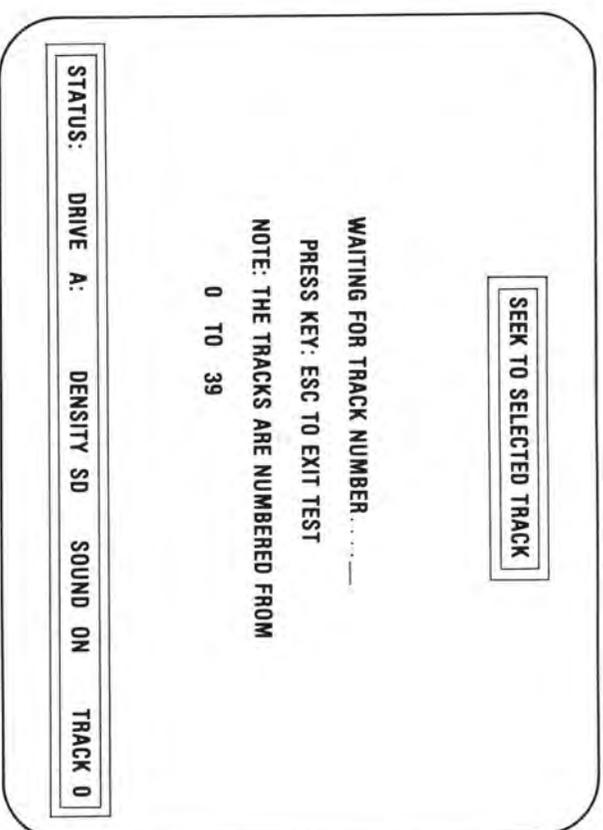 SEEK TO SELECTED TRACK
WAITING FOR TRACK NUMBER.....__
PRESS KEY: ESC TO EXIT TEST
NOTE: THE TRACKS ARE NUMBERED FROM
0 TO 39
STATUS: DRIVE A: DENSITY SD SOUND ON TRACK 0